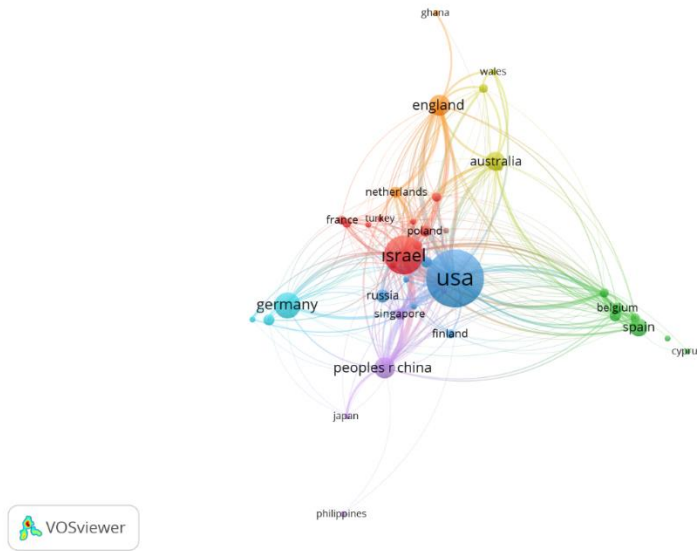 ghana
wales
england
australia
netherlands
france
turkey
poland
israel
usa
germany
russia
singapore
belgium
spain
finland
cypru
peoples r china
japan
philippines
VOSviewer